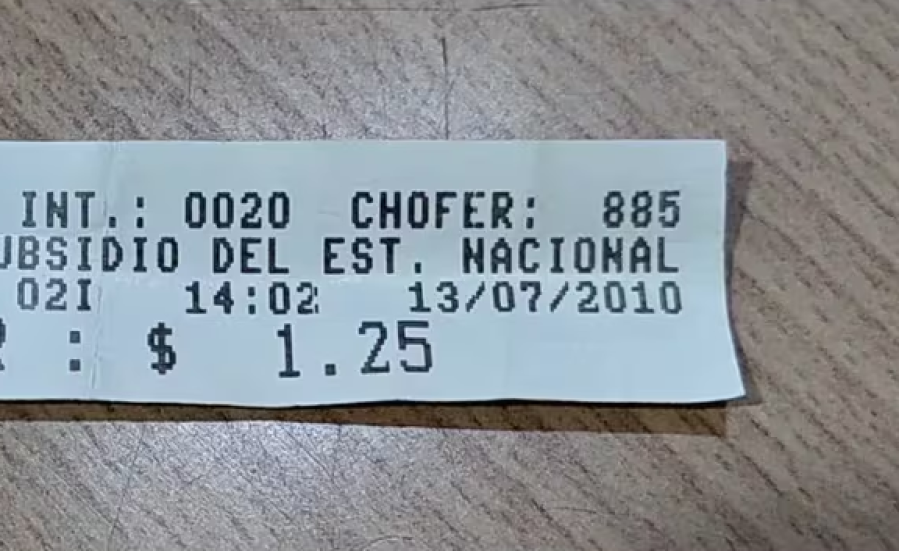 INT.: 0020 CHOFER: 885
UBSIDIO DEL EST. NACIONAL
02I 14:02 13/07/2010
: $ 1.25